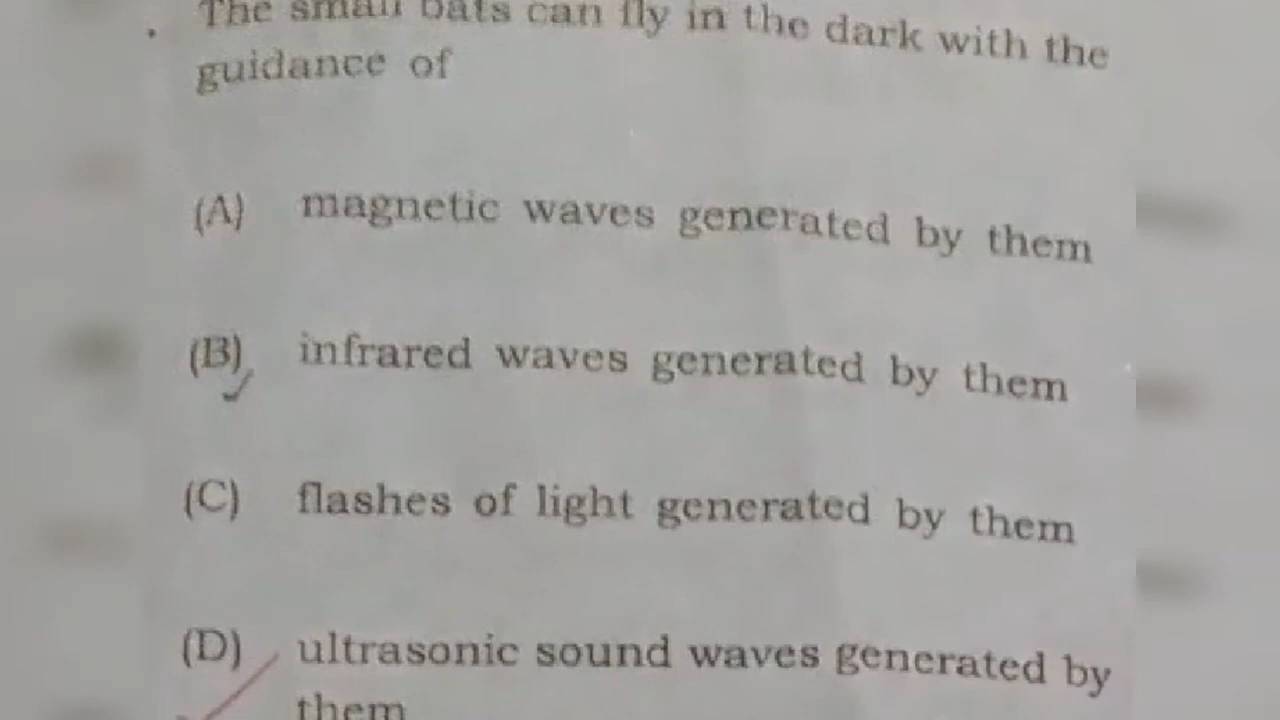 . The small bats can fly in the dark with the
guidance of
(A) magnetic waves generated by them
(B) infrared waves generated by them
(C) flashes of light generated by them
(D) ultrasonic sound waves generated by
them